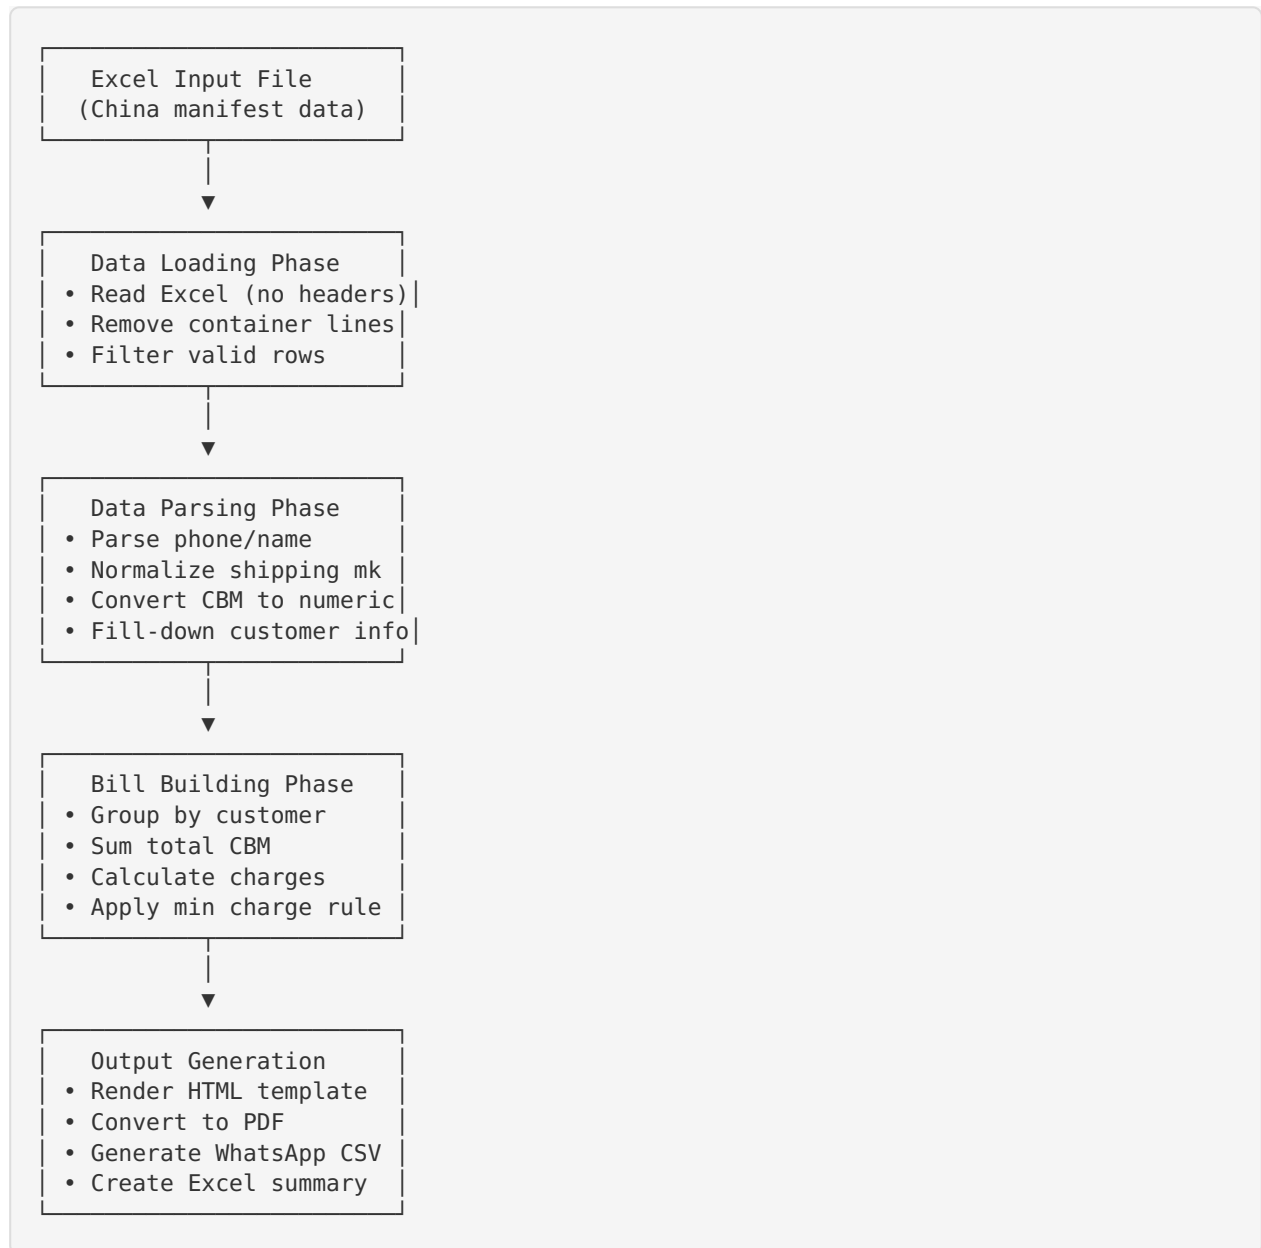 Excel Input File
(China manifest data)
Data Loading Phase
• Read Excel (no headers)
• Remove container lines
• Filter valid rows
Data Parsing Phase
• Parse phone/name
• Normalize shipping mk
• Convert CBM to numeric
• Fill-down customer info
Bill Building Phase
• Group by customer
• Sum total CBM
• Calculate charges
• Apply min charge rule
Output Generation
• Render HTML template
• Convert to PDF
• Generate WhatsApp CSV
• Create Excel summary